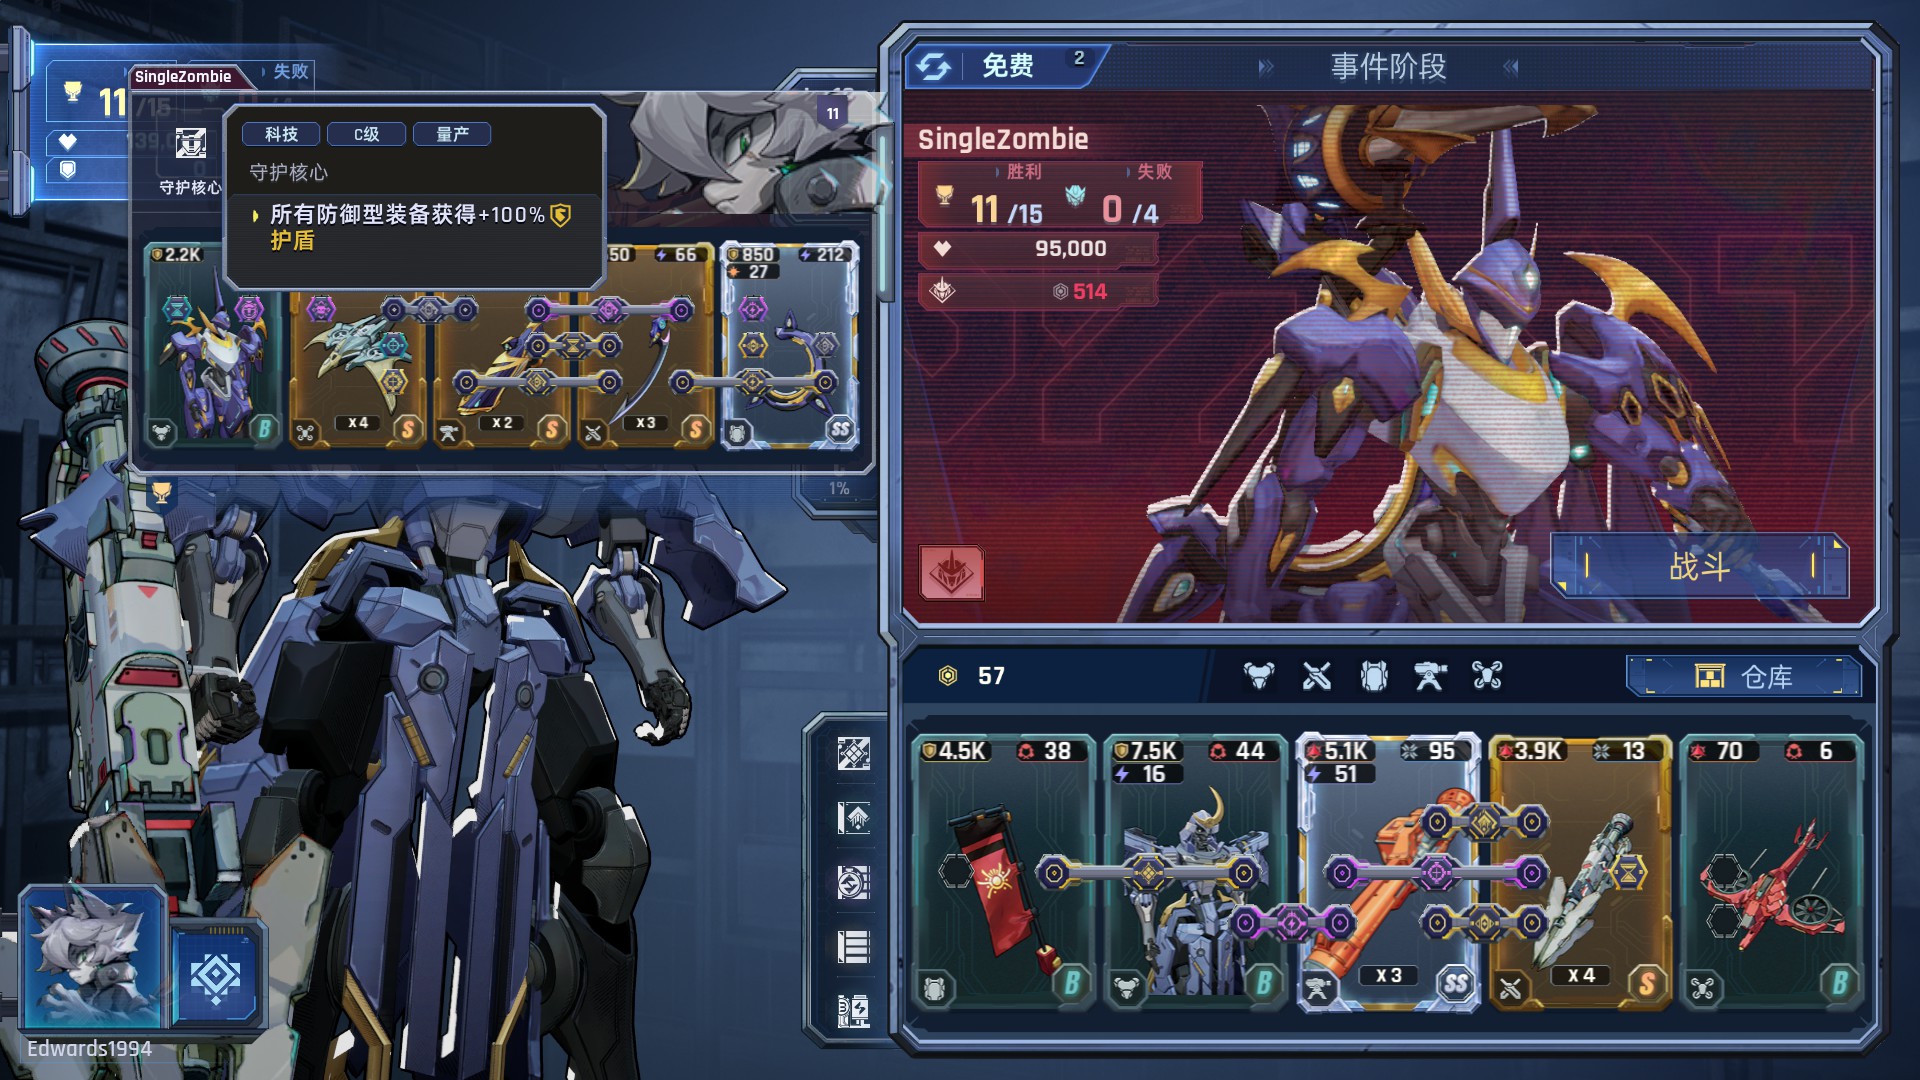 失败
SingleZombie
11 /15
11
科技
C级
量产
守护核心
所有防御型装备获得+100%
护盾
守护核心
2.2K
50
66
850
212
27
x4
x2
x3
B
S
S
S
SS
1%
免费
2
事件阶段
SingleZombie
胜利
失败
11 /15
0 /4
95,000
514
战斗
57
仓库
4.5K
38
7.5K
44
16
5.1K
95
51
3.9K
13
70
6
x3
x4
B
B
SS
S
B
Edwards1994